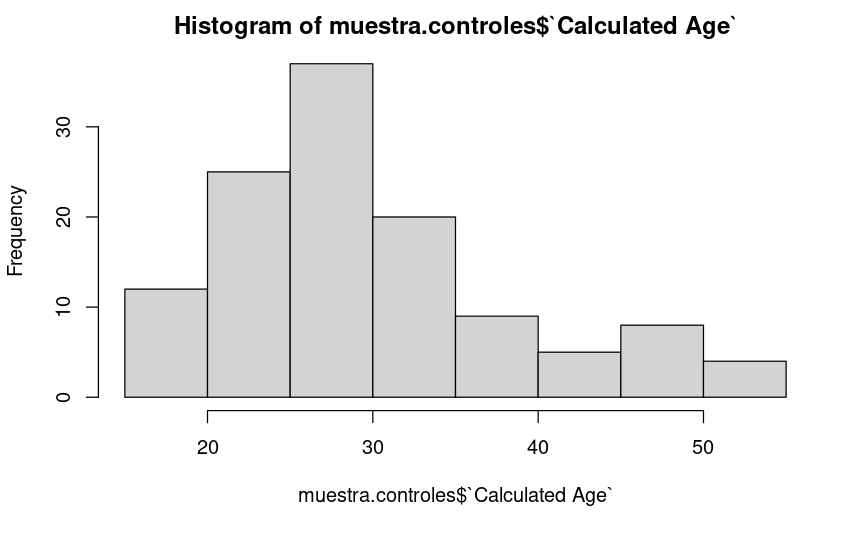 Histogram of muestra.controles$`Calculated Age`
Frequency
30
20
10
0
20 30 40 50
muestra.controles$`Calculated Age`